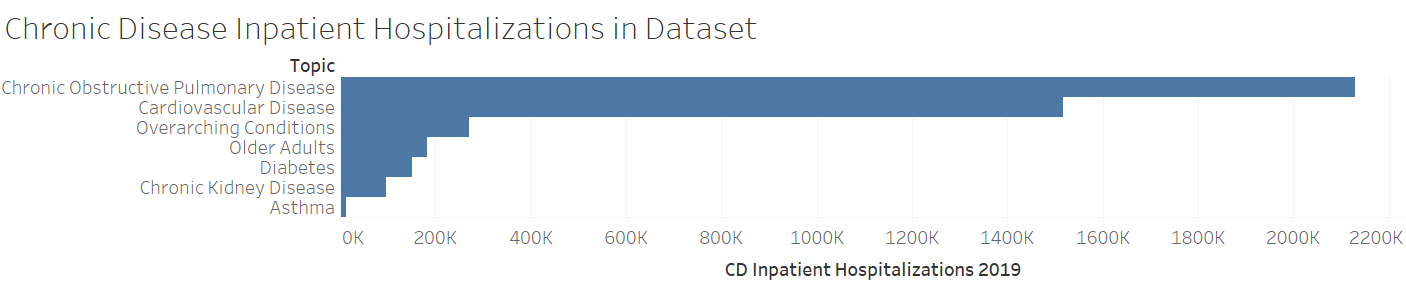 Chronic Disease Inpatient Hospitalizations in Dataset
Topic
Chronic Obstructive Pulmonary Disease
Cardiovascular Disease
Overarching Conditions
Older Adults
Diabetes
Chronic Kidney Disease
Asthma
0K 200K 400K 600K 800K 1000K 1200K 1400K 1600K 1800K 2000K 2200K
CD Inpatient Hospitalizations 2019